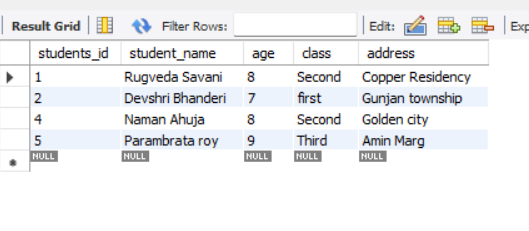 Result Grid Filter Rows: Edit: Exp
students_id student_name age class address
1 Rugveda Savani 8 Second Copper Residency
2 Devshri Bhanderi 7 first Gunjan township
4 Naman Ahuja 8 Second Golden city
5 Parambrata roy 9 Third Amin Marg
NULL NULL NULL NULL NULL